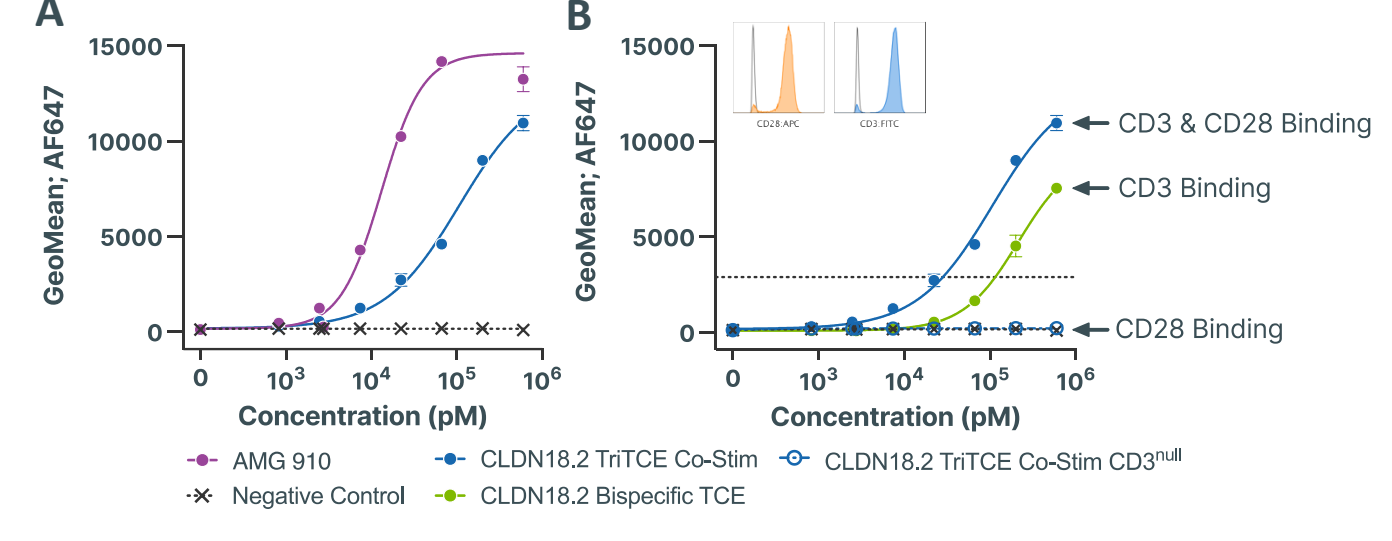 A
15000
10000
5000
0
GeoMean; AF647
0
10³
10⁴
10⁵
10⁶
Concentration (pM)
B
15000
10000
5000
0
GeoMean; AF647
CD28:APC
CD3:FITC
CD3 & CD28 Binding
CD3 Binding
CD28 Binding
0
10³
10⁴
10⁵
10⁶
Concentration (pM)
AMG 910
CLDN18.2 TriTCE Co-Stim
CLDN18.2 TriTCE Co-Stim CD3ⁿᵘˡˡ
Negative Control
CLDN18.2 Bispecific TCE